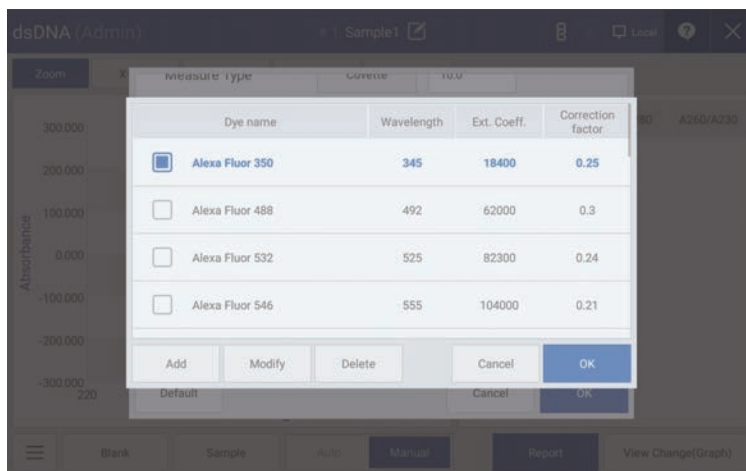 dsDNA (Admin)
# 1 Sample1
8
Local
?
Zoom
X
Measure Type
Cuvette
10.0
Dye name
Wavelength
Ext. Coeff.
Correction factor
Alexa Fluor 350
345
18400
0.25
Alexa Fluor 488
492
62000
0.3
Alexa Fluor 532
525
82300
0.24
Alexa Fluor 546
555
104000
0.21
Add
Modify
Delete
Cancel
OK
Default
Cancel
OK
A260/A230
300.000
200.000
100.000
0.000
-100.000
-200.000
-300.000
220
Absorbance
Blank
Sample
Auto
Manual
Report
View Change(Graph)